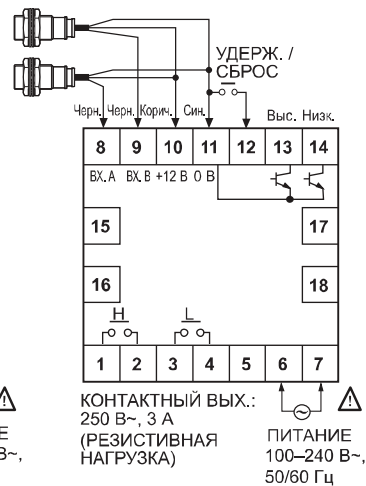 УДЕРЖ. /
СБРОС
Черн. Черн. Корич. Син.
Выс. Низк.
8 9 10 11 12 13 14
ВХ. А ВХ. В +12 В 0 В
15 17
16 18
H L
1 2 3 4 5 6 7
КОНТАКТНЫЙ ВЫХ.:
250 В~, 3 А
(РЕЗИСТИВНАЯ
НАГРУЗКА)
ПИТАНИЕ
100–240 В~,
50/60 Гц
Е
В~,